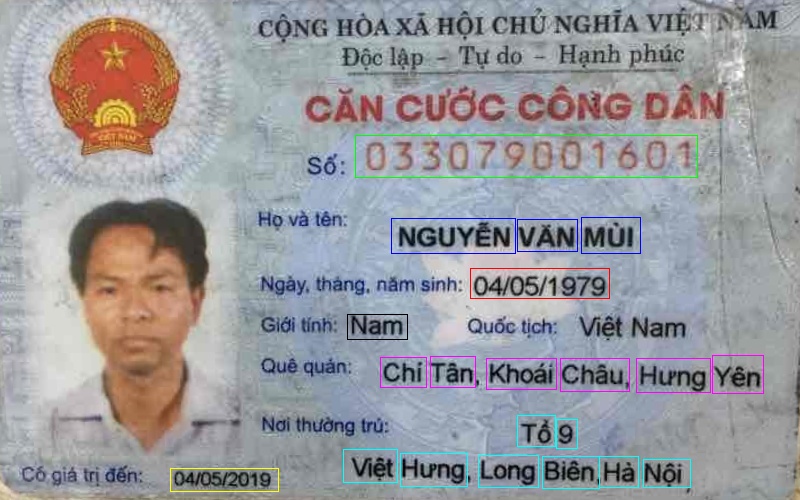 CỘNG HÒA XÃ HỘI CHỦ NGHĨA VIỆT NAM
Độc lập - Tự do - Hạnh phúc
CĂN CƯỚC CÔNG DÂN
Số: 033079001601
Họ và tên: NGUYỄN VĂN MÙI
Ngày, tháng, năm sinh: 04/05/1979
Giới tính: Nam Quốc tịch: Việt Nam
Quê quán: Chí Tân, Khoái Châu, Hưng Yên
Nơi thường trú: Tổ 9
Việt Hưng, Long Biên, Hà Nội
Có giá trị đến: 04/05/2019
VIỆT NAM